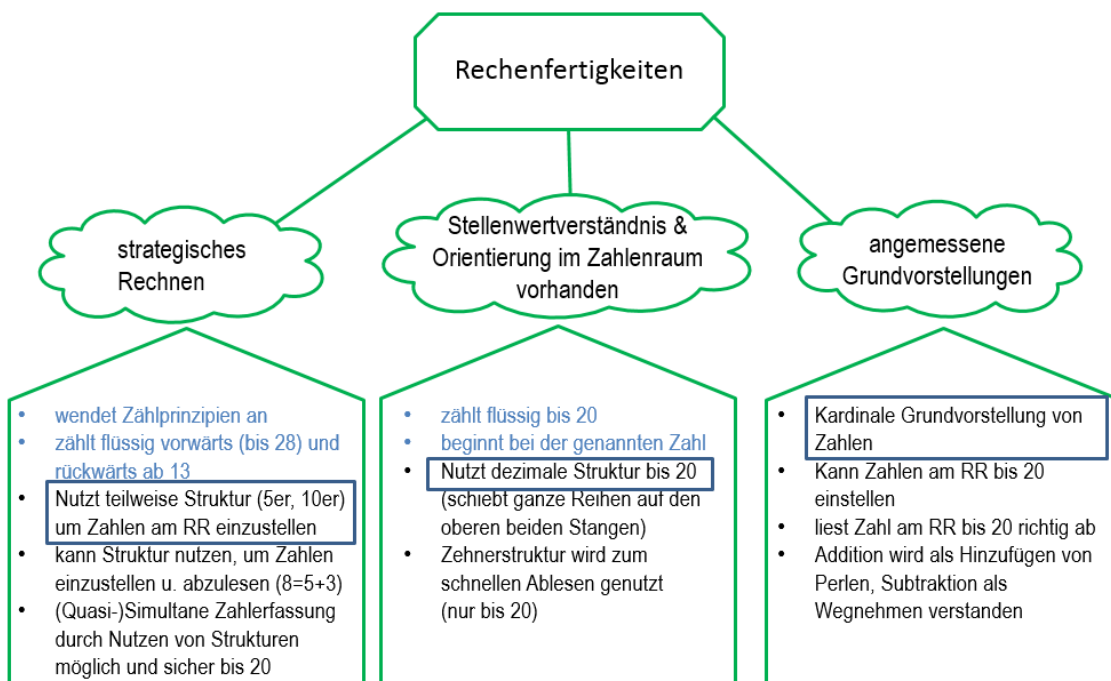 Rechenfertigkeiten
strategisches
Rechnen
Stellenwertverständnis &
Orientierung im Zahlenraum
vorhanden
angemessene
Grundvorstellungen
• wendet Zählprinzipien an
• zählt flüssig vorwärts (bis 28) und
rückwärts ab 13
• Nutzt teilweise Struktur (5er, 10er)
um Zahlen am RR einzustellen
• kann Struktur nutzen, um Zahlen
einzustellen u. abzulesen (8=5+3)
• (Quasi-)Simultane Zahlerfassung
durch Nutzen von Strukturen
möglich und sicher bis 20
• zählt flüssig bis 20
• beginnt bei der genannten Zahl
• Nutzt dezimale Struktur bis 20
(schiebt ganze Reihen auf den
oberen beiden Stangen)
• Zehnerstruktur wird zum
schnellen Ablesen genutzt
(nur bis 20)
• Kardinale Grundvorstellung von
Zahlen
• Kann Zahlen am RR bis 20
einstellen
• liest Zahl am RR bis 20 richtig ab
• Addition wird als Hinzufügen von
Perlen, Subtraktion als
Wegnehmen verstanden